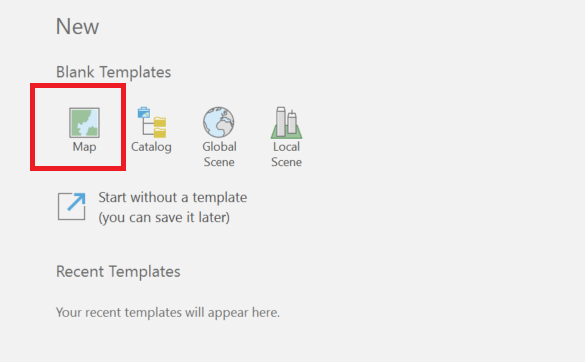 New
Blank Templates
Map
Catalog
Global
Scene
Local
Scene
Start without a template
(you can save it later)
Recent Templates
Your recent templates will appear here.